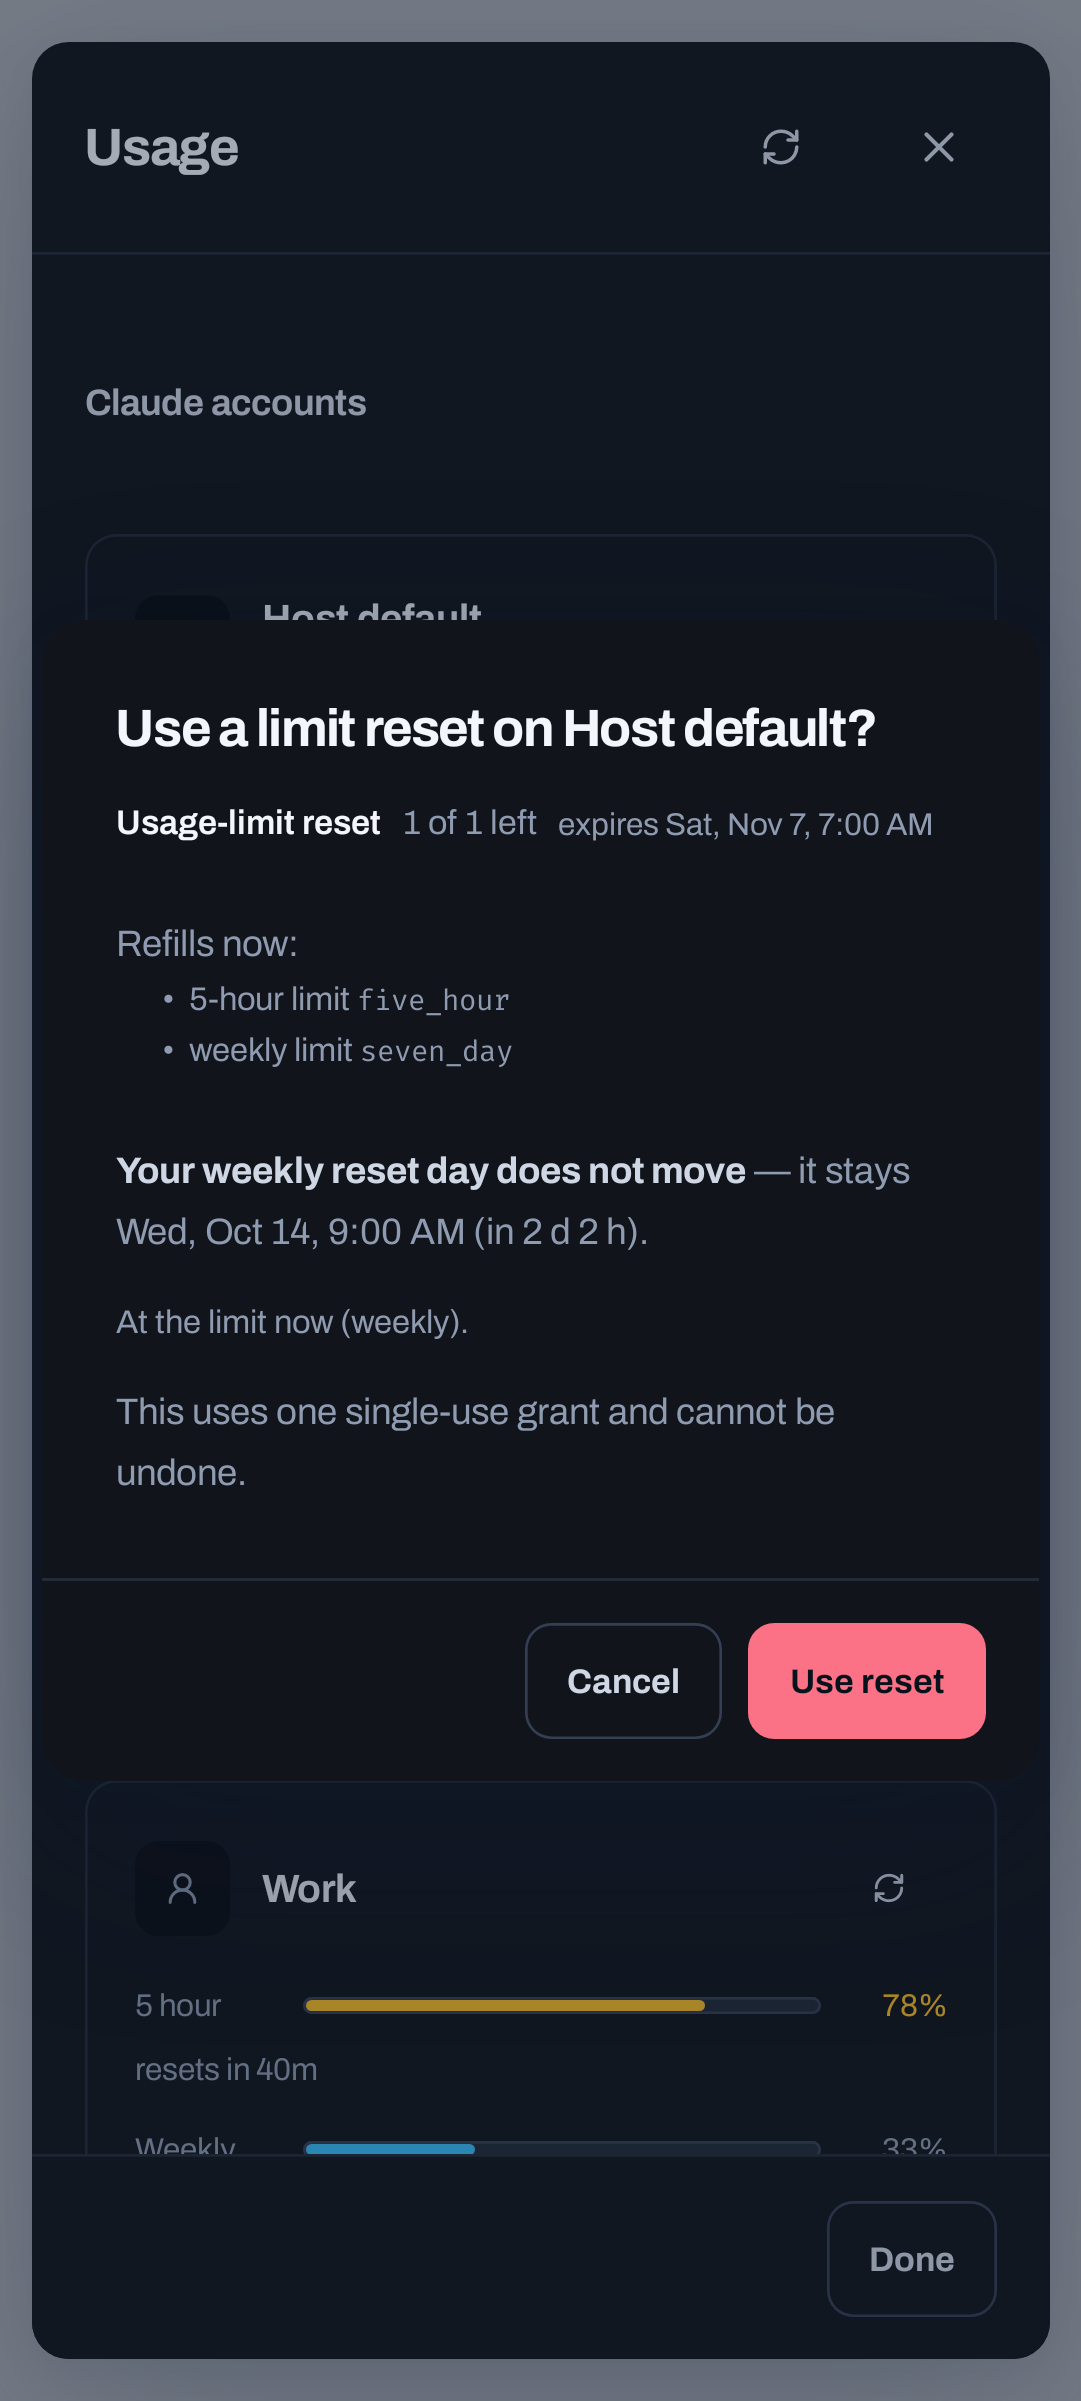 Usage
Claude accounts
Host default
Use a limit reset on Host default?
Usage-limit reset 1 of 1 left expires Sat, Nov 7, 7:00 AM
Refills now:
• 5-hour limit five_hour
• weekly limit seven_day
Your weekly reset day does not move — it stays
Wed, Oct 14, 9:00 AM (in 2 d 2 h).
At the limit now (weekly).
This uses one single-use grant and cannot be
undone.
Cancel Use reset
Work
5 hour 78%
resets in 40m
Weekly 33%
Done